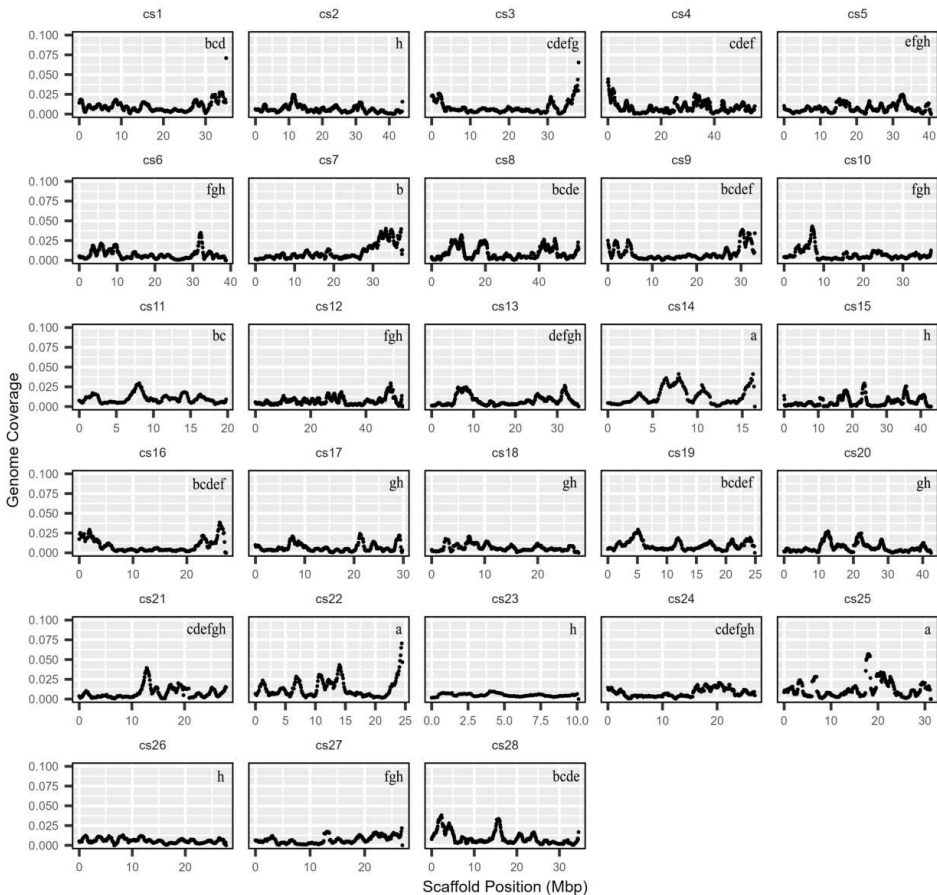 cs1 cs2 cs3 cs4 cs5
0.100 bcd h cdefg cdef efgh
0.075
0.050
0.025
0.000
0 10 20 30 0 10 20 30 40 0 10 20 30 0 20 40 0 10 20 30 40
cs6 cs7 cs8 cs9 cs10
0.100 fgh b bcde bcdef fgh
0.075
0.050
0.025
0.000
0 10 20 30 40 0 10 20 30 0 20 40 0 10 20 30 0 10 20 30
cs11 cs12 cs13 cs14 cs15
0.100 bc fgh defgh a h
0.075
0.050
0.025
0.000
0 5 10 15 20 0 20 40 0 10 20 30 0 5 10 15 0 10 20 30 40
Genome Coverage
cs16 cs17 cs18 cs19 cs20
0.100 bcdef gh gh bcdef gh
0.075
0.050
0.025
0.000
0 10 20 0 10 20 30 0 10 20 0 5 10 15 20 25 0 10 20 30 40
cs21 cs22 cs23 cs24 cs25
0.100 cdefgh a h cdefgh a
0.075
0.050
0.025
0.000
0 10 20 0 5 10 15 20 25 0.0 2.5 5.0 7.5 10.0 0 10 20 0 10 20 30
cs26 cs27 cs28
0.100 h fgh bcde
0.075
0.050
0.025
0.000
0 10 20 0 10 20 0 10 20 30
Scaffold Position (Mbp)